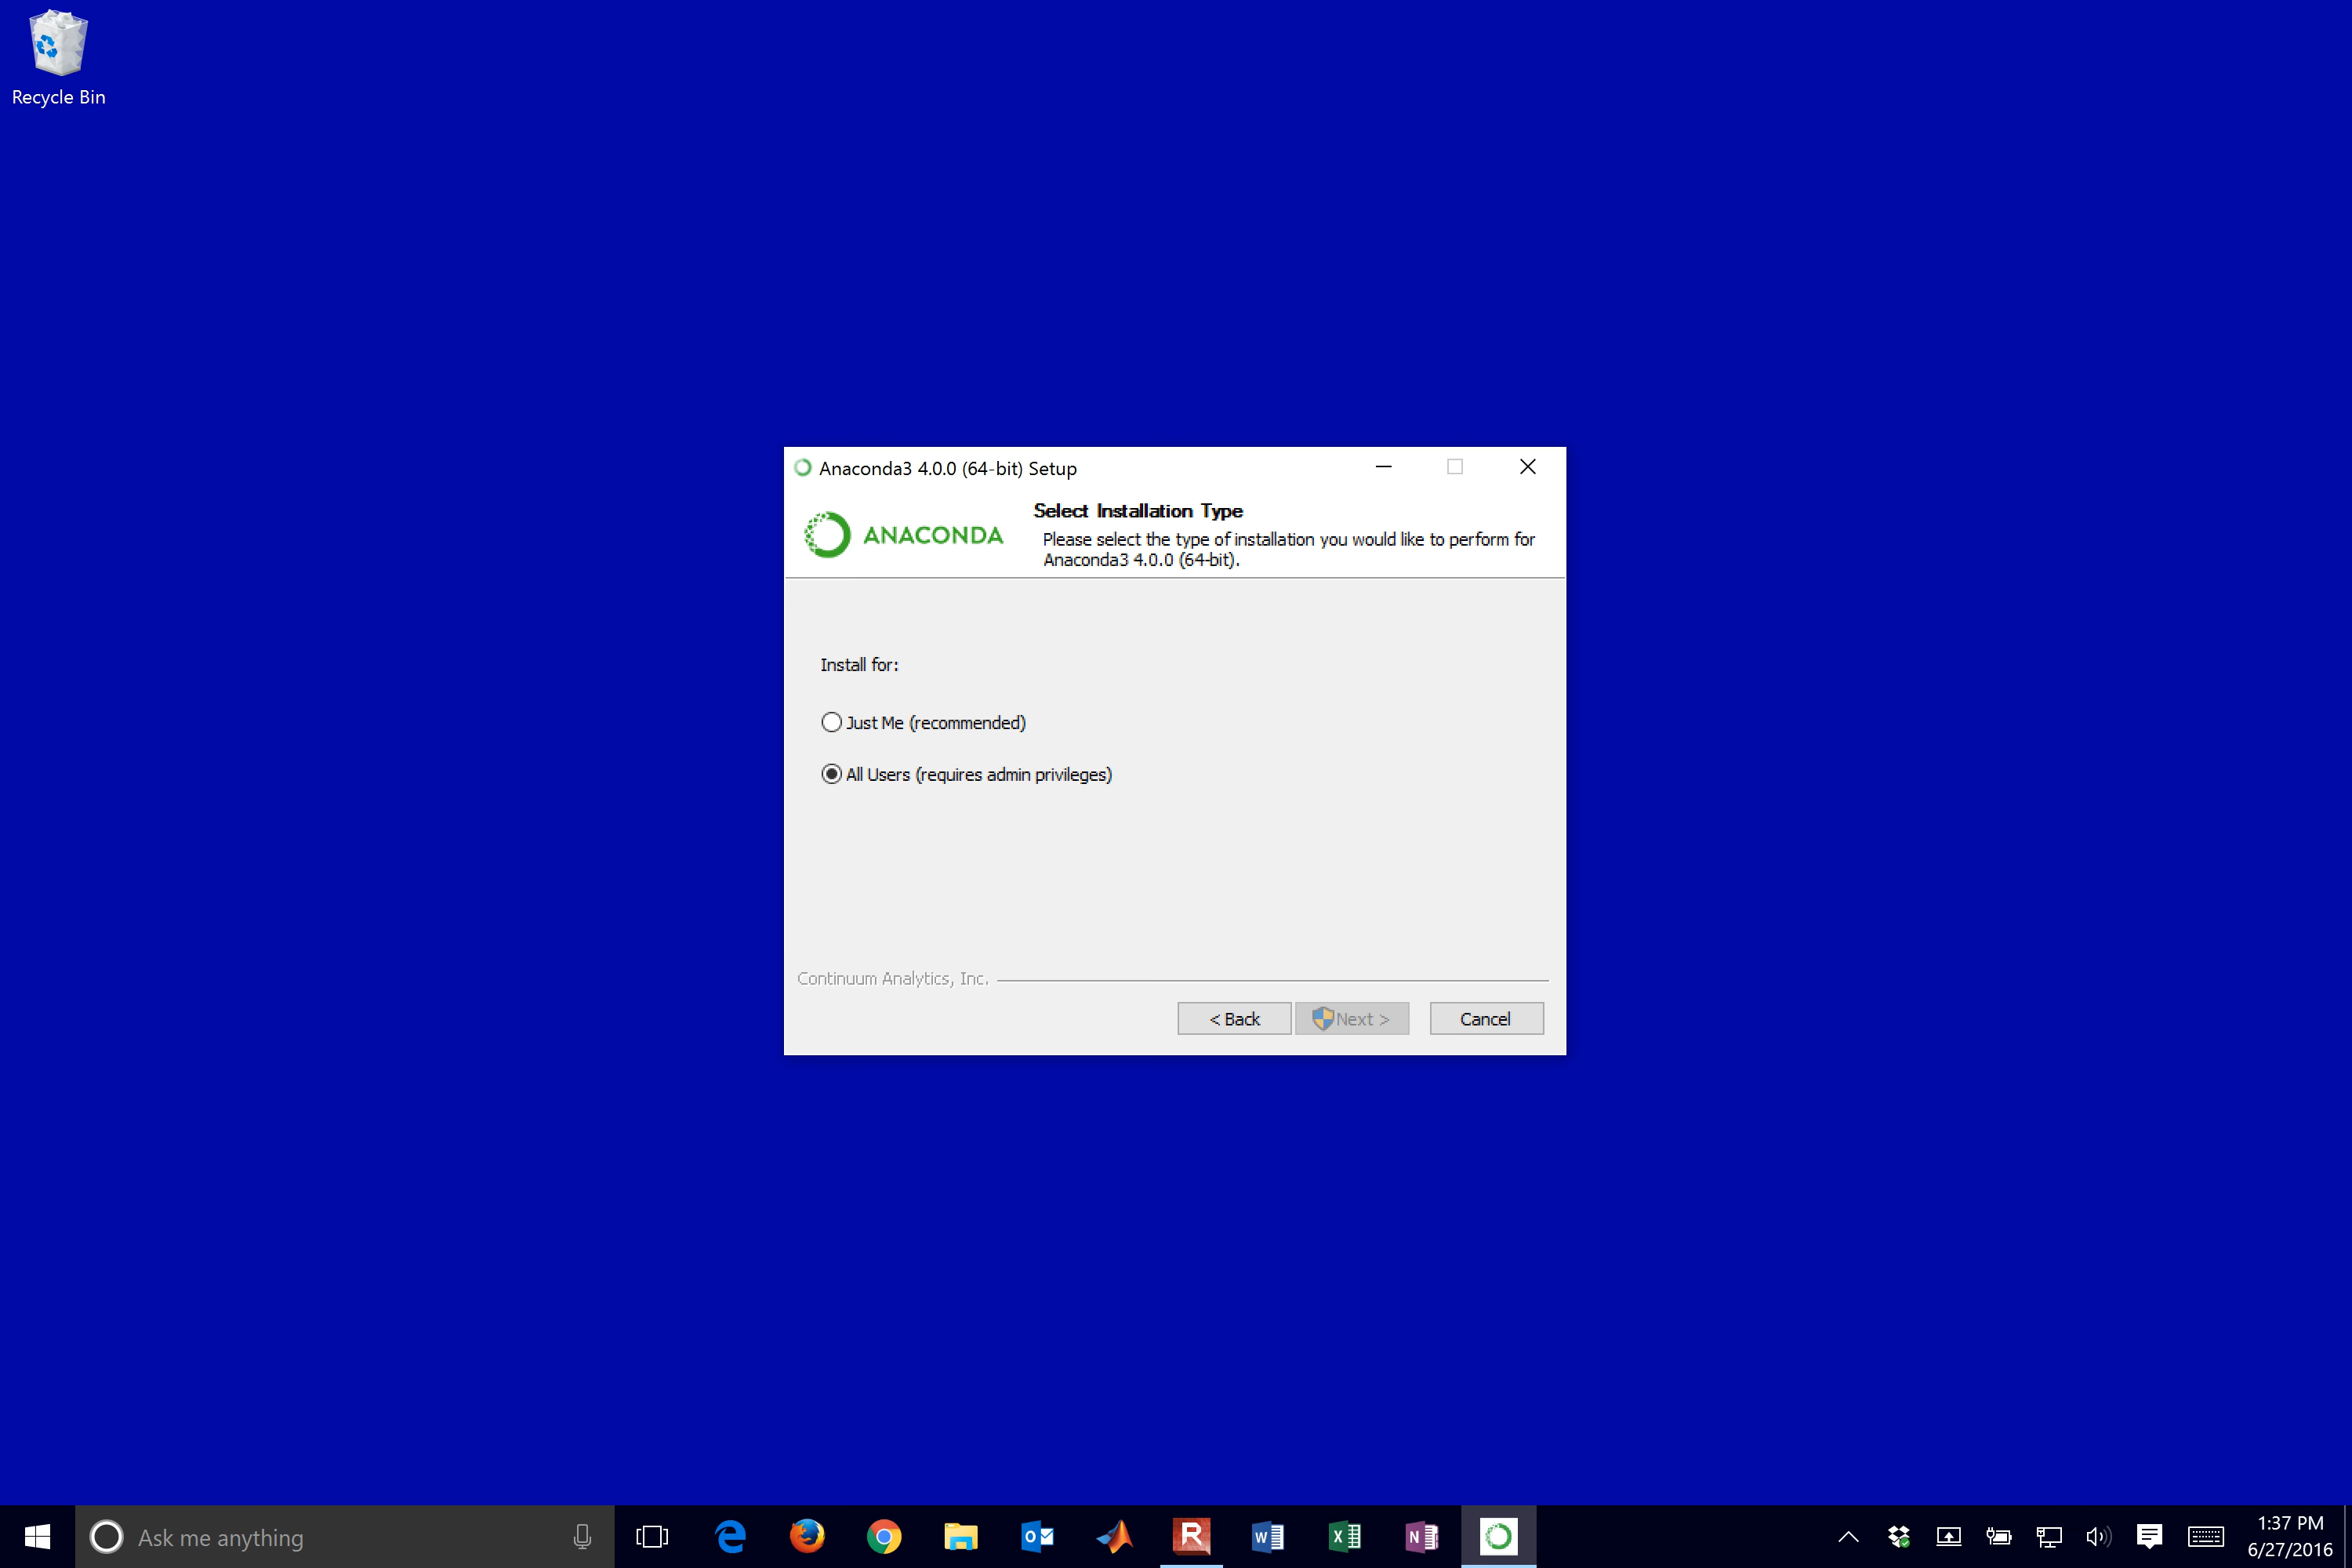 Recycle Bin
Anaconda3 4.0.0 (64-bit) Setup
ANACONDA
Select Installation Type
Please select the type of installation you would like to perform for
Anaconda3 4.0.0 (64-bit).
Install for:
Just Me (recommended)
All Users (requires admin privileges)
Continuum Analytics, Inc.
< Back
Next >
Cancel
Ask me anything
1:37 PM
6/27/2016